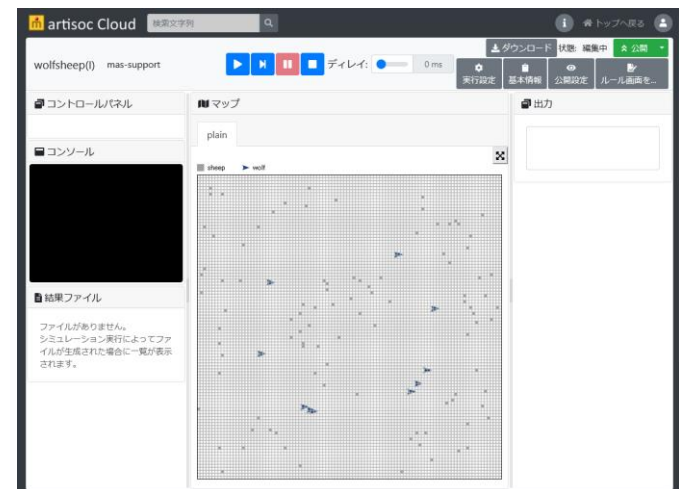 artisoc Cloud
検索文字列
トップへ戻る
ダウンロード
状態: 編集中
公開
wolfsheep(I) mas-support
ディレイ:
0 ms
実行設定
基本情報
公開設定
ルール画面を...
コントロールパネル
コンソール
結果ファイル
ファイルがありません。
シミュレーション実行によってファ
イルが生成された場合に一覧が表示
されます。
マップ
plain
sheep
wolf
出力